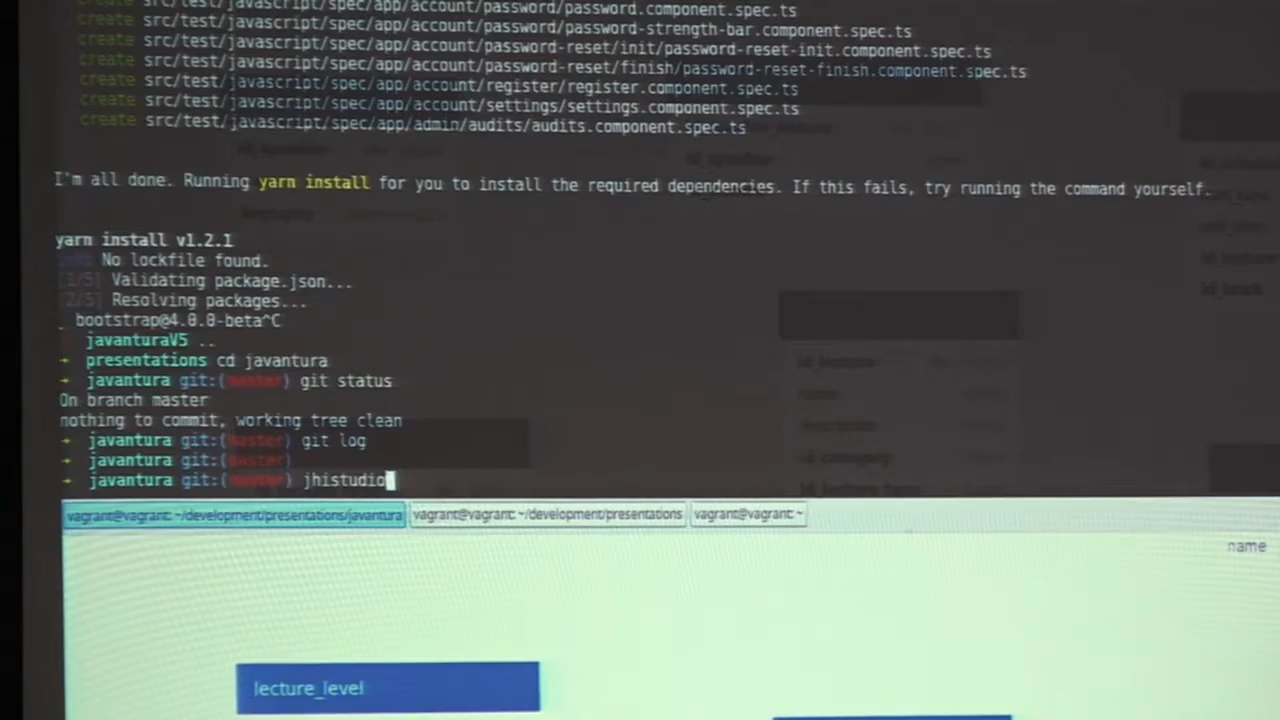 create src/test/javascript/spec/app/account/password/password.component.spec.ts
create src/test/javascript/spec/app/account/password/password-strength-bar.component.spec.ts
create src/test/javascript/spec/app/account/password-reset/init/password-reset-init.component.spec.ts
create src/test/javascript/spec/app/account/password-reset/finish/password-reset-finish.component.spec.ts
create src/test/javascript/spec/app/account/register/register.component.spec.ts
create src/test/javascript/spec/app/account/settings/settings.component.spec.ts
create src/test/javascript/spec/app/admin/audits/audits.component.spec.ts
I'm all done. Running yarn install for you to install the required dependencies. If this fails, try running the command yourself.
yarn install v1.2.1
info No lockfile found.
[1/5] Validating package.json...
[2/5] Resolving packages...
bootstrap@4.0.0-beta^C
javanturaV5 ..
→ presentations cd javantura
→ javantura git:(master) git status
On branch master
nothing to commit, working tree clean
→ javantura git:(master) git log
→ javantura git:(master)
→ javantura git:(master) jhistudio
vagrant@vagrant: ~/development/presentations/javantura vagrant@vagrant: ~/development/presentations vagrant@vagrant: ~
name
lecture_level